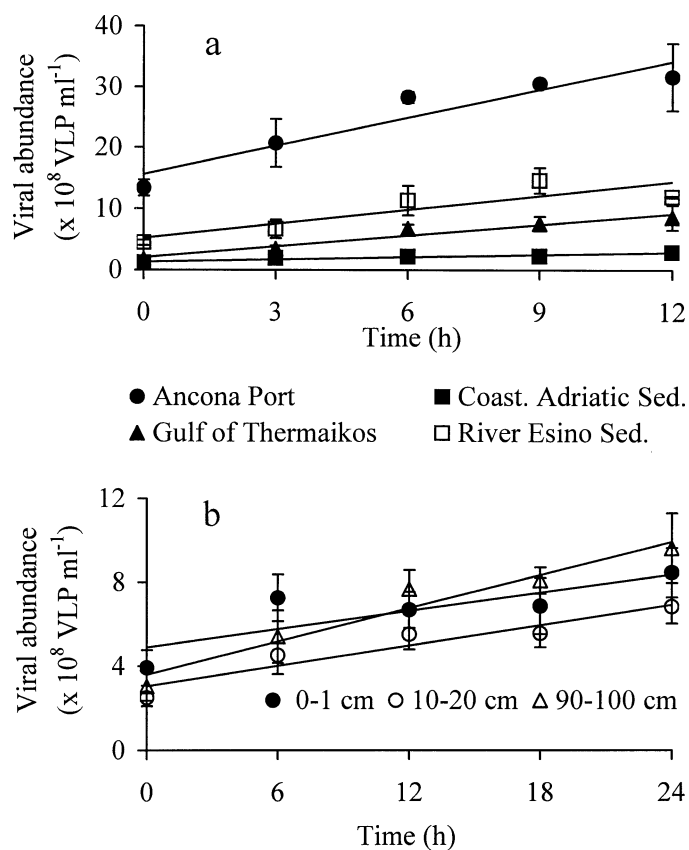 a
Viral abundance
(x 10⁸ VLP ml⁻¹)
40
30
20
10
0
0 3 6 9 12
Time (h)
● Ancona Port ■ Coast. Adriatic Sed.
▲ Gulf of Thermaikos □ River Esino Sed.
b
Viral abundance
(x 10⁸ VLP ml⁻¹)
12
8
4
0
● 0-1 cm ○ 10-20 cm △ 90-100 cm
0 6 12 18 24
Time (h)